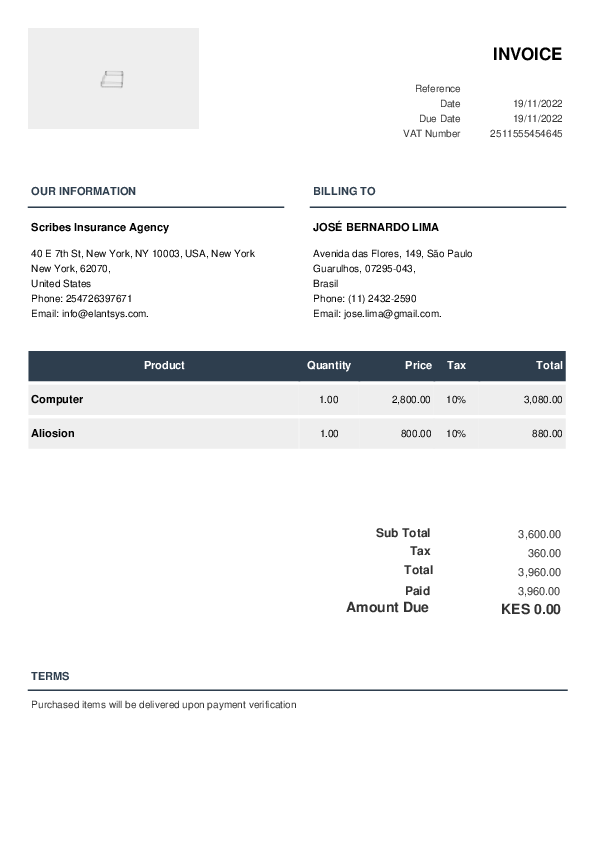 INVOICE
Reference
Date 19/11/2022
Due Date 19/11/2022
VAT Number 2511555454645
OUR INFORMATION
Scribes Insurance Agency
40 E 7th St, New York, NY 10003, USA, New York
New York, 62070,
United States
Phone: 254726397671
Email: info@elantsys.com.
BILLING TO
JOSÉ BERNARDO LIMA
Avenida das Flores, 149, São Paulo
Guarulhos, 07295-043,
Brasil
Phone: (11) 2432-2590
Email: jose.lima@gmail.com.
Product Quantity Price Tax Total
Computer 1.00 2,800.00 10% 3,080.00
Aliosion 1.00 800.00 10% 880.00
Sub Total 3,600.00
Tax 360.00
Total 3,960.00
Paid 3,960.00
Amount Due KES 0.00
TERMS
Purchased items will be delivered upon payment verification